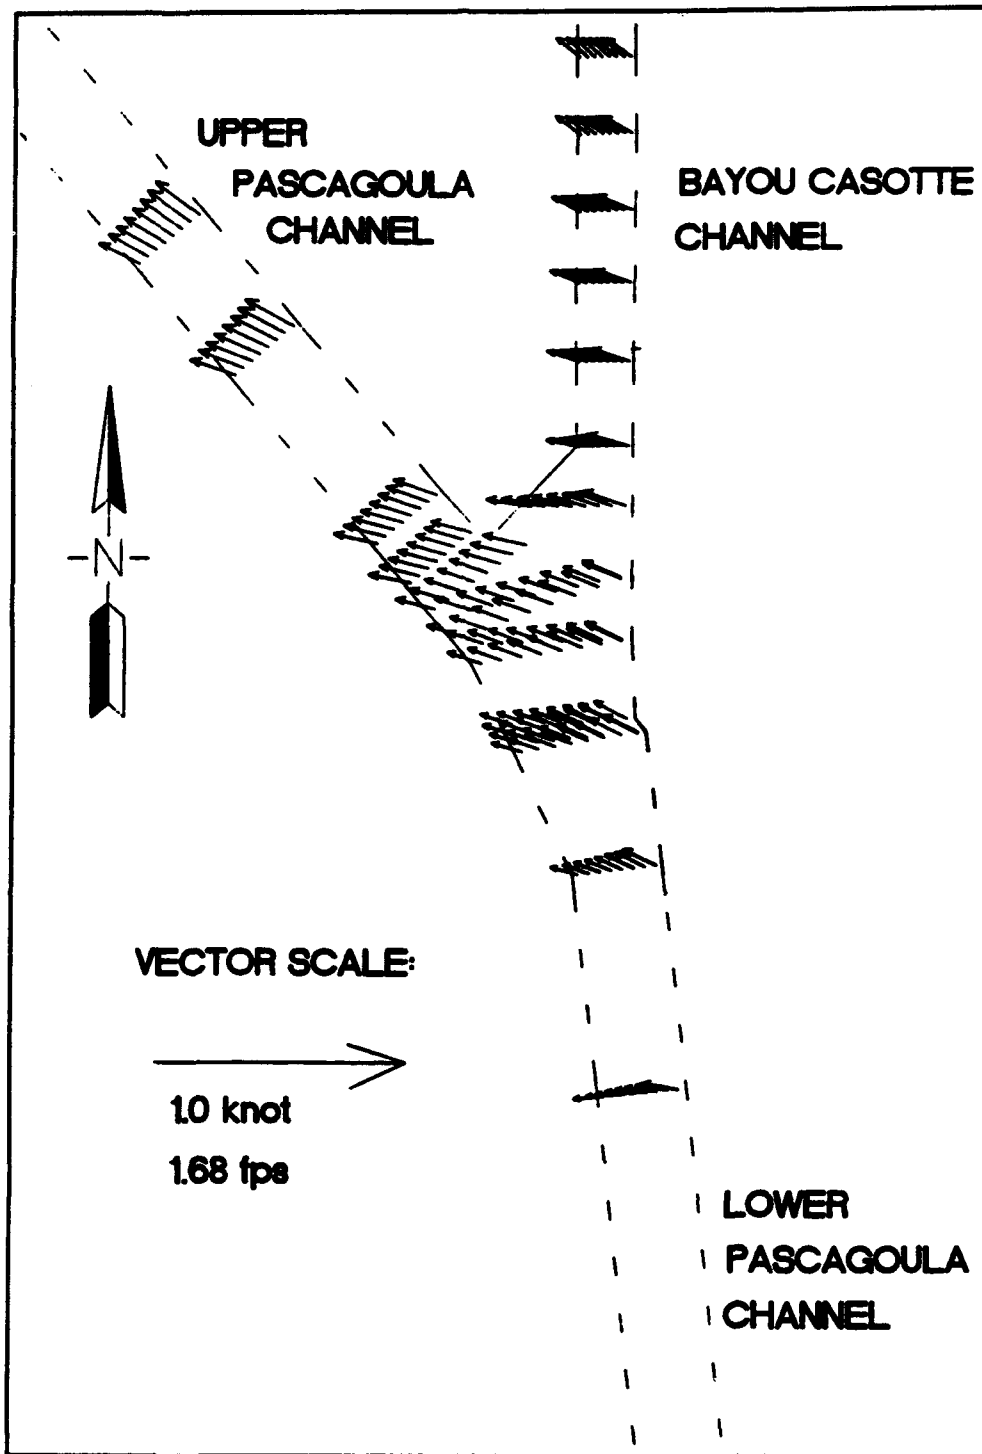 UPPER
PASCAGOULA
CHANNEL
BAYOU CASOTTE
CHANNEL
-N-
VECTOR SCALE:
1.0 knot
1.68 fps
LOWER
PASCAGOULA
CHANNEL